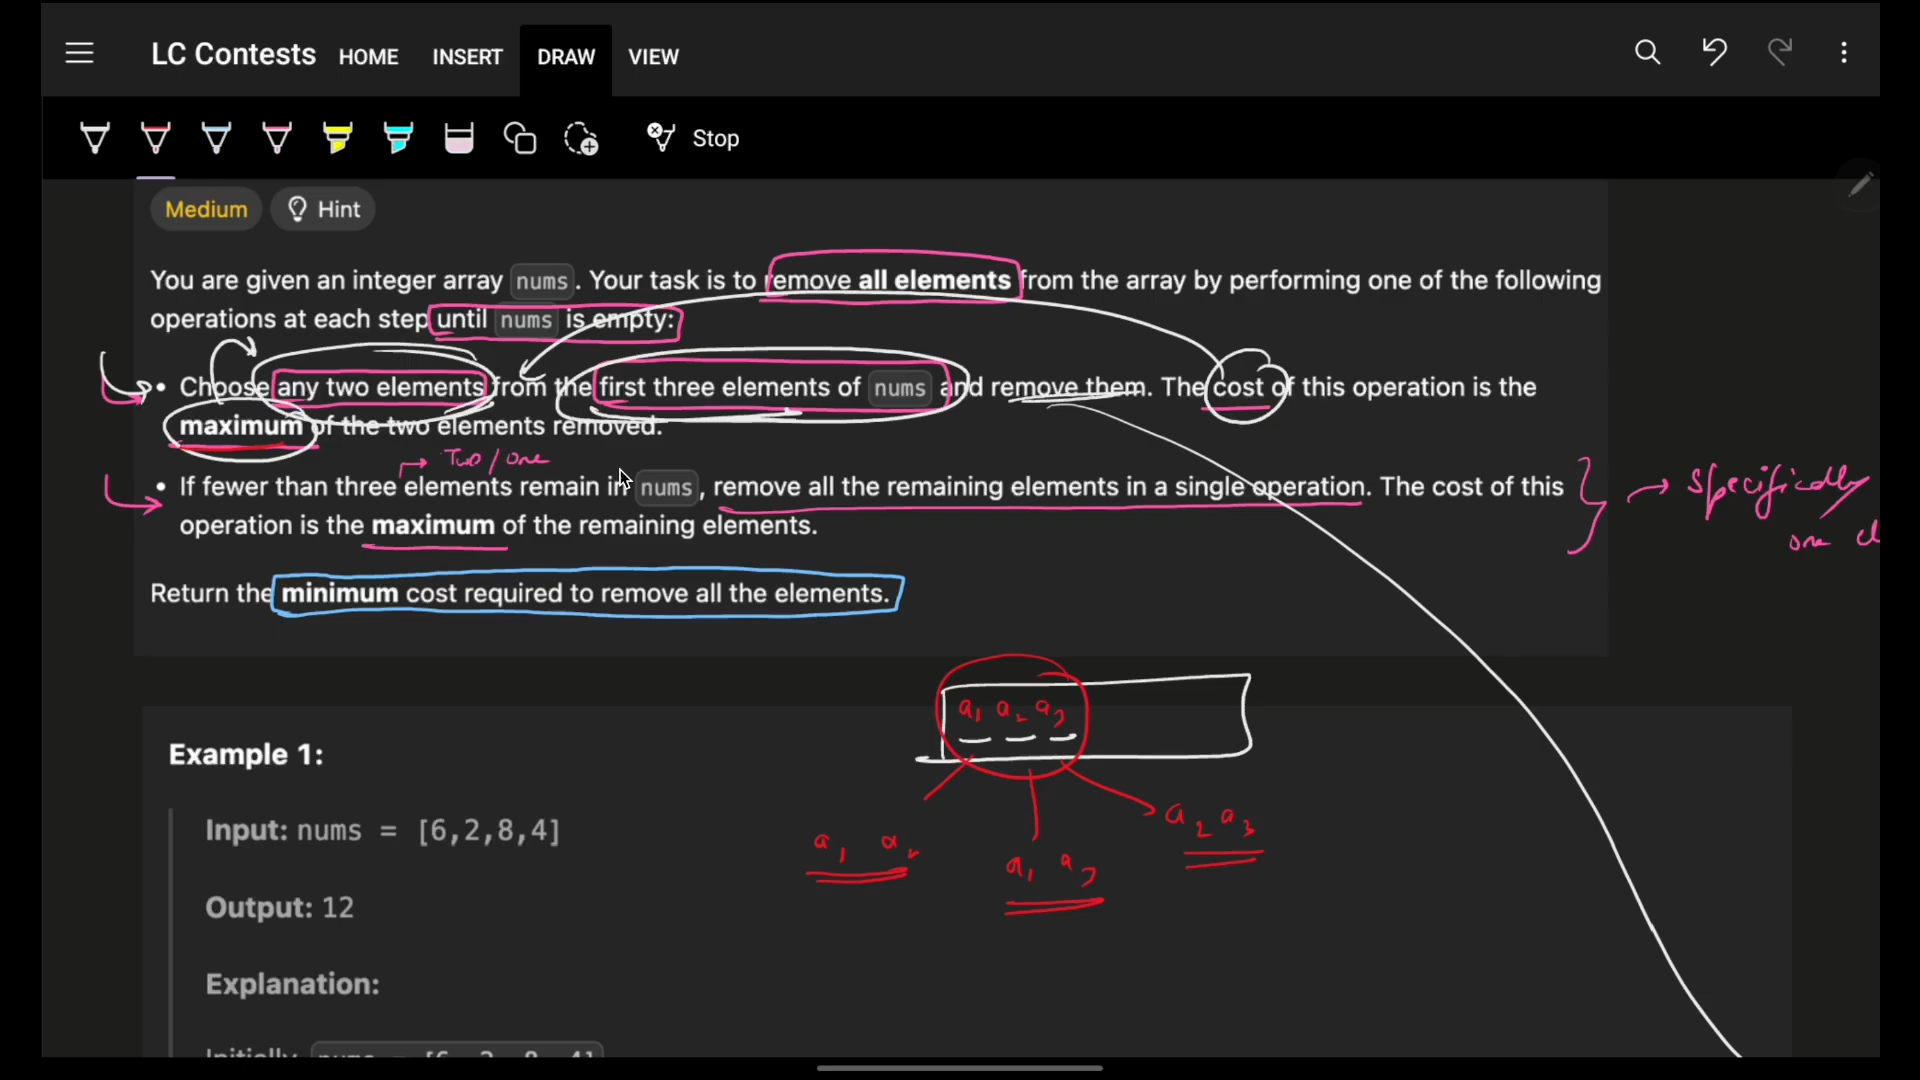 LC Contests HOME INSERT DRAW VIEW
Stop
Medium Hint
You are given an integer array nums. Your task is to remove all elements from the array by performing one of the following
operations at each step until nums is empty:
• Choose any two elements from the first three elements of nums and remove them. The cost of this operation is the
maximum of the two elements removed.
Two/one
• If fewer than three elements remain in nums, remove all the remaining elements in a single operation. The cost of this
operation is the maximum of the remaining elements.
Specifically
one
Return the minimum cost required to remove all the elements.
a1 a2 a3
Example 1:
a2 a3
Input: nums = [6,2,8,4]
a1 a2
a1 a3
Output: 12
Explanation: